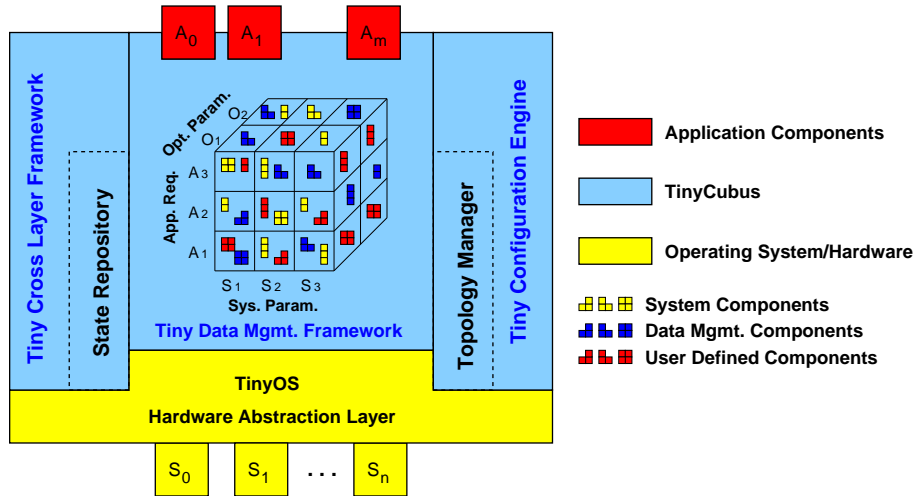 A0 A1 Am
Tiny Cross Layer Framework
State Repository
Opt. Param.
O2
O1
App. Req.
A3
A2
A1
S1 S2 S3
Sys. Param.
Tiny Data Mgmt. Framework
Topology Manager
Tiny Configuration Engine
TinyOS
Hardware Abstraction Layer
S0 S1 ... Sn
Application Components
TinyCubus
Operating System/Hardware
System Components
Data Mgmt. Components
User Defined Components